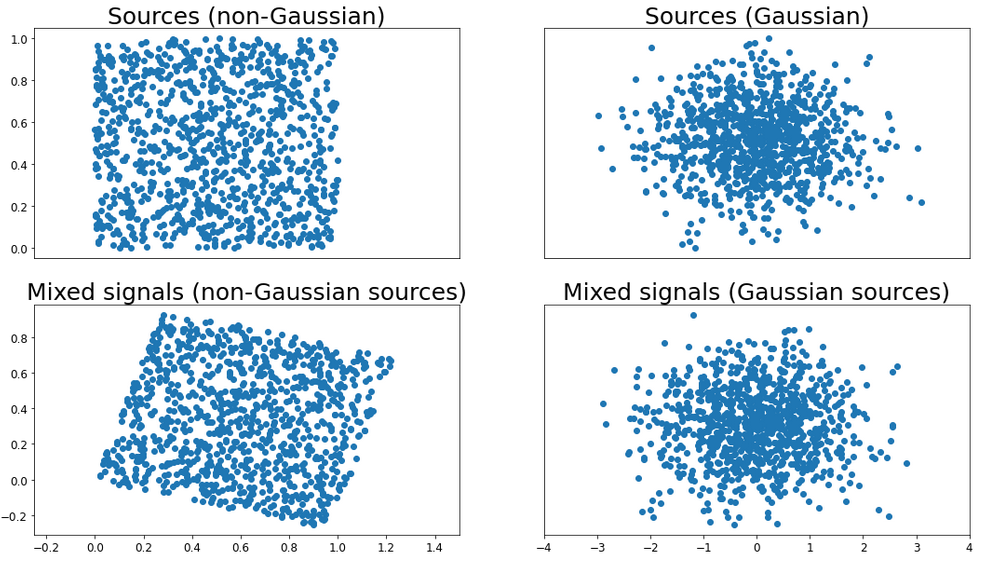 Sources (non-Gaussian)
Sources (Gaussian)
1.0
0.8
0.6
0.4
0.2
0.0
Mixed signals (non-Gaussian sources)
Mixed signals (Gaussian sources)
0.8
0.6
0.4
0.2
0.0
−0.2
−0.2 0.0 0.2 0.4 0.6 0.8 1.0 1.2 1.4
−4 −3 −2 −1 0 1 2 3 4